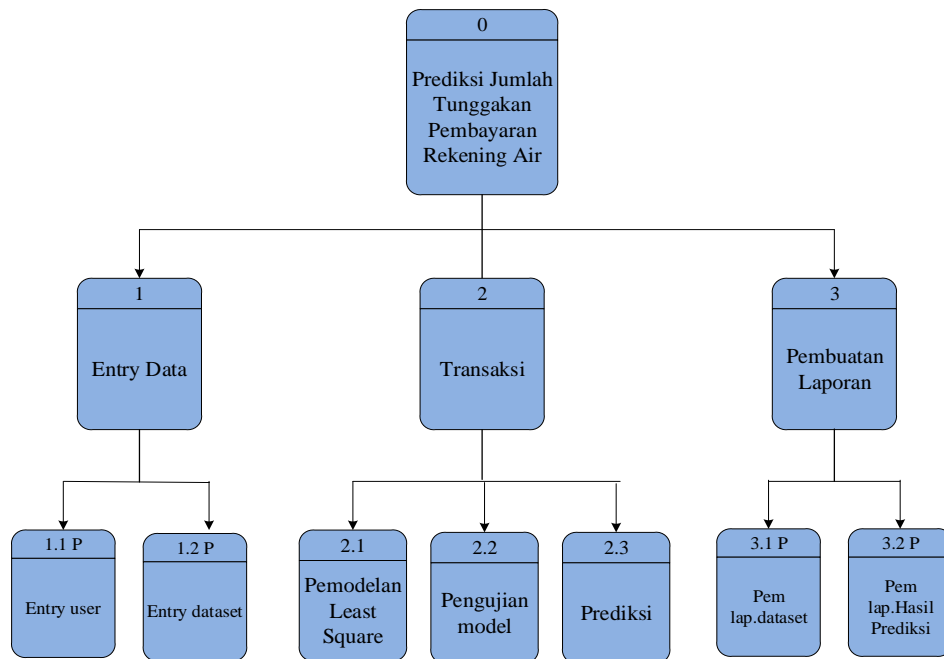 0
Prediksi Jumlah
Tunggakan
Pembayaran
Rekening Air
1
Entry Data
2
Transaksi
3
Pembuatan
Laporan
1.1 P
Entry user
1.2 P
Entry dataset
2.1
Pemodelan
Least
Square
2.2
Pengujian
model
2.3
Prediksi
3.1 P
Pem
lap.dataset
3.2 P
Pem
lap.Hasil
Prediksi